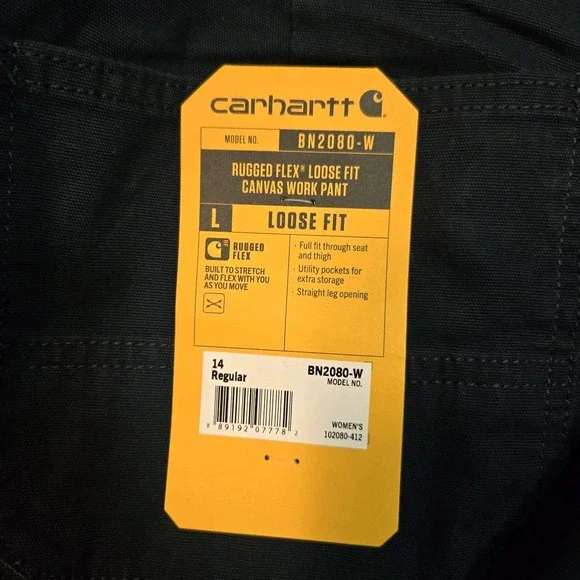 carhartt
MODEL NO. BN2080-W
RUGGED FLEX® LOOSE FIT
CANVAS WORK PANT
L LOOSE FIT
RUGGED
FLEX
BUILT TO STRETCH
AND FLEX WITH YOU
AS YOU MOVE
· Full fit through seat
and thigh
· Utility pockets for
extra storage
· Straight leg opening
14
Regular
BN2080-W
MODEL NO.
8 89192 07778 2
WOMEN'S
102080-412